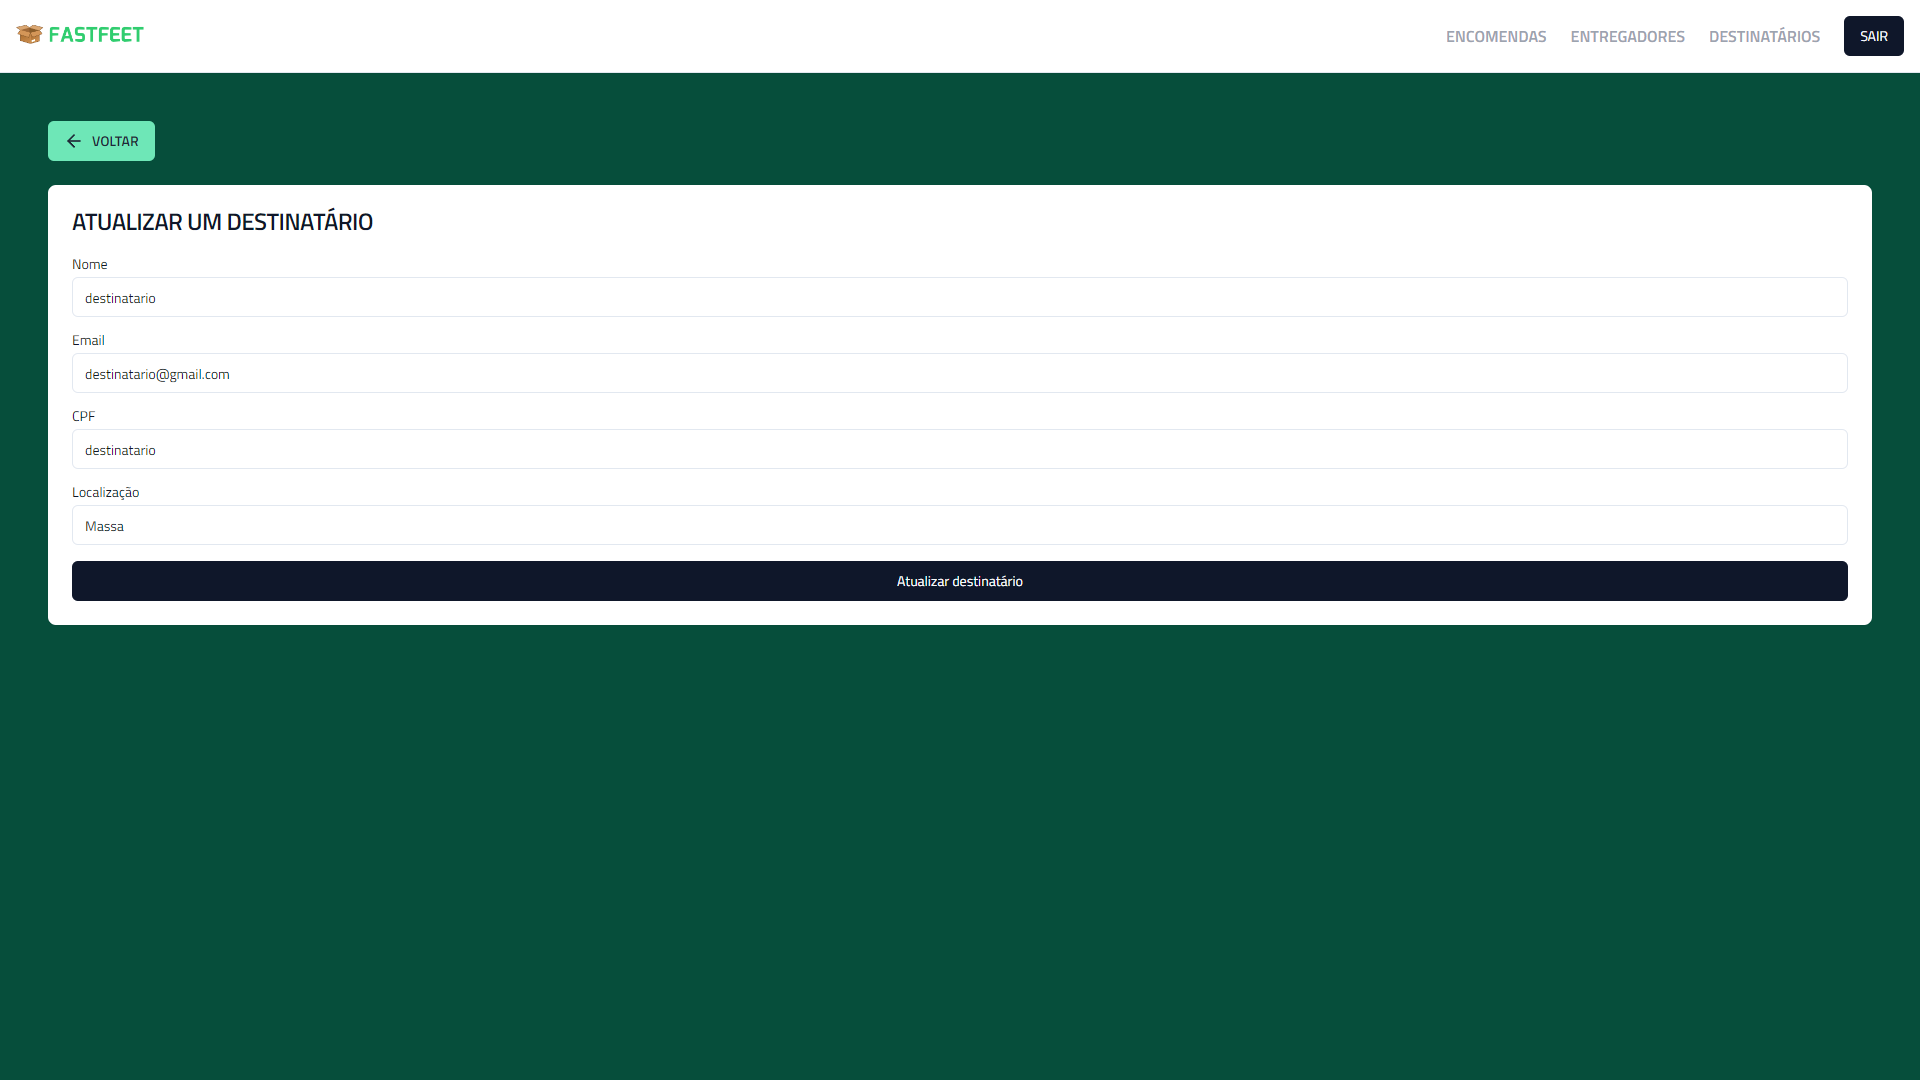 FASTFEET
ENCOMENDAS ENTREGADORES DESTINATÁRIOS SAIR
VOLTAR
ATUALIZAR UM DESTINATÁRIO
Nome
destinatario
Email
destinatario@gmail.com
CPF
destinatario
Localização
Massa
Atualizar destinatário